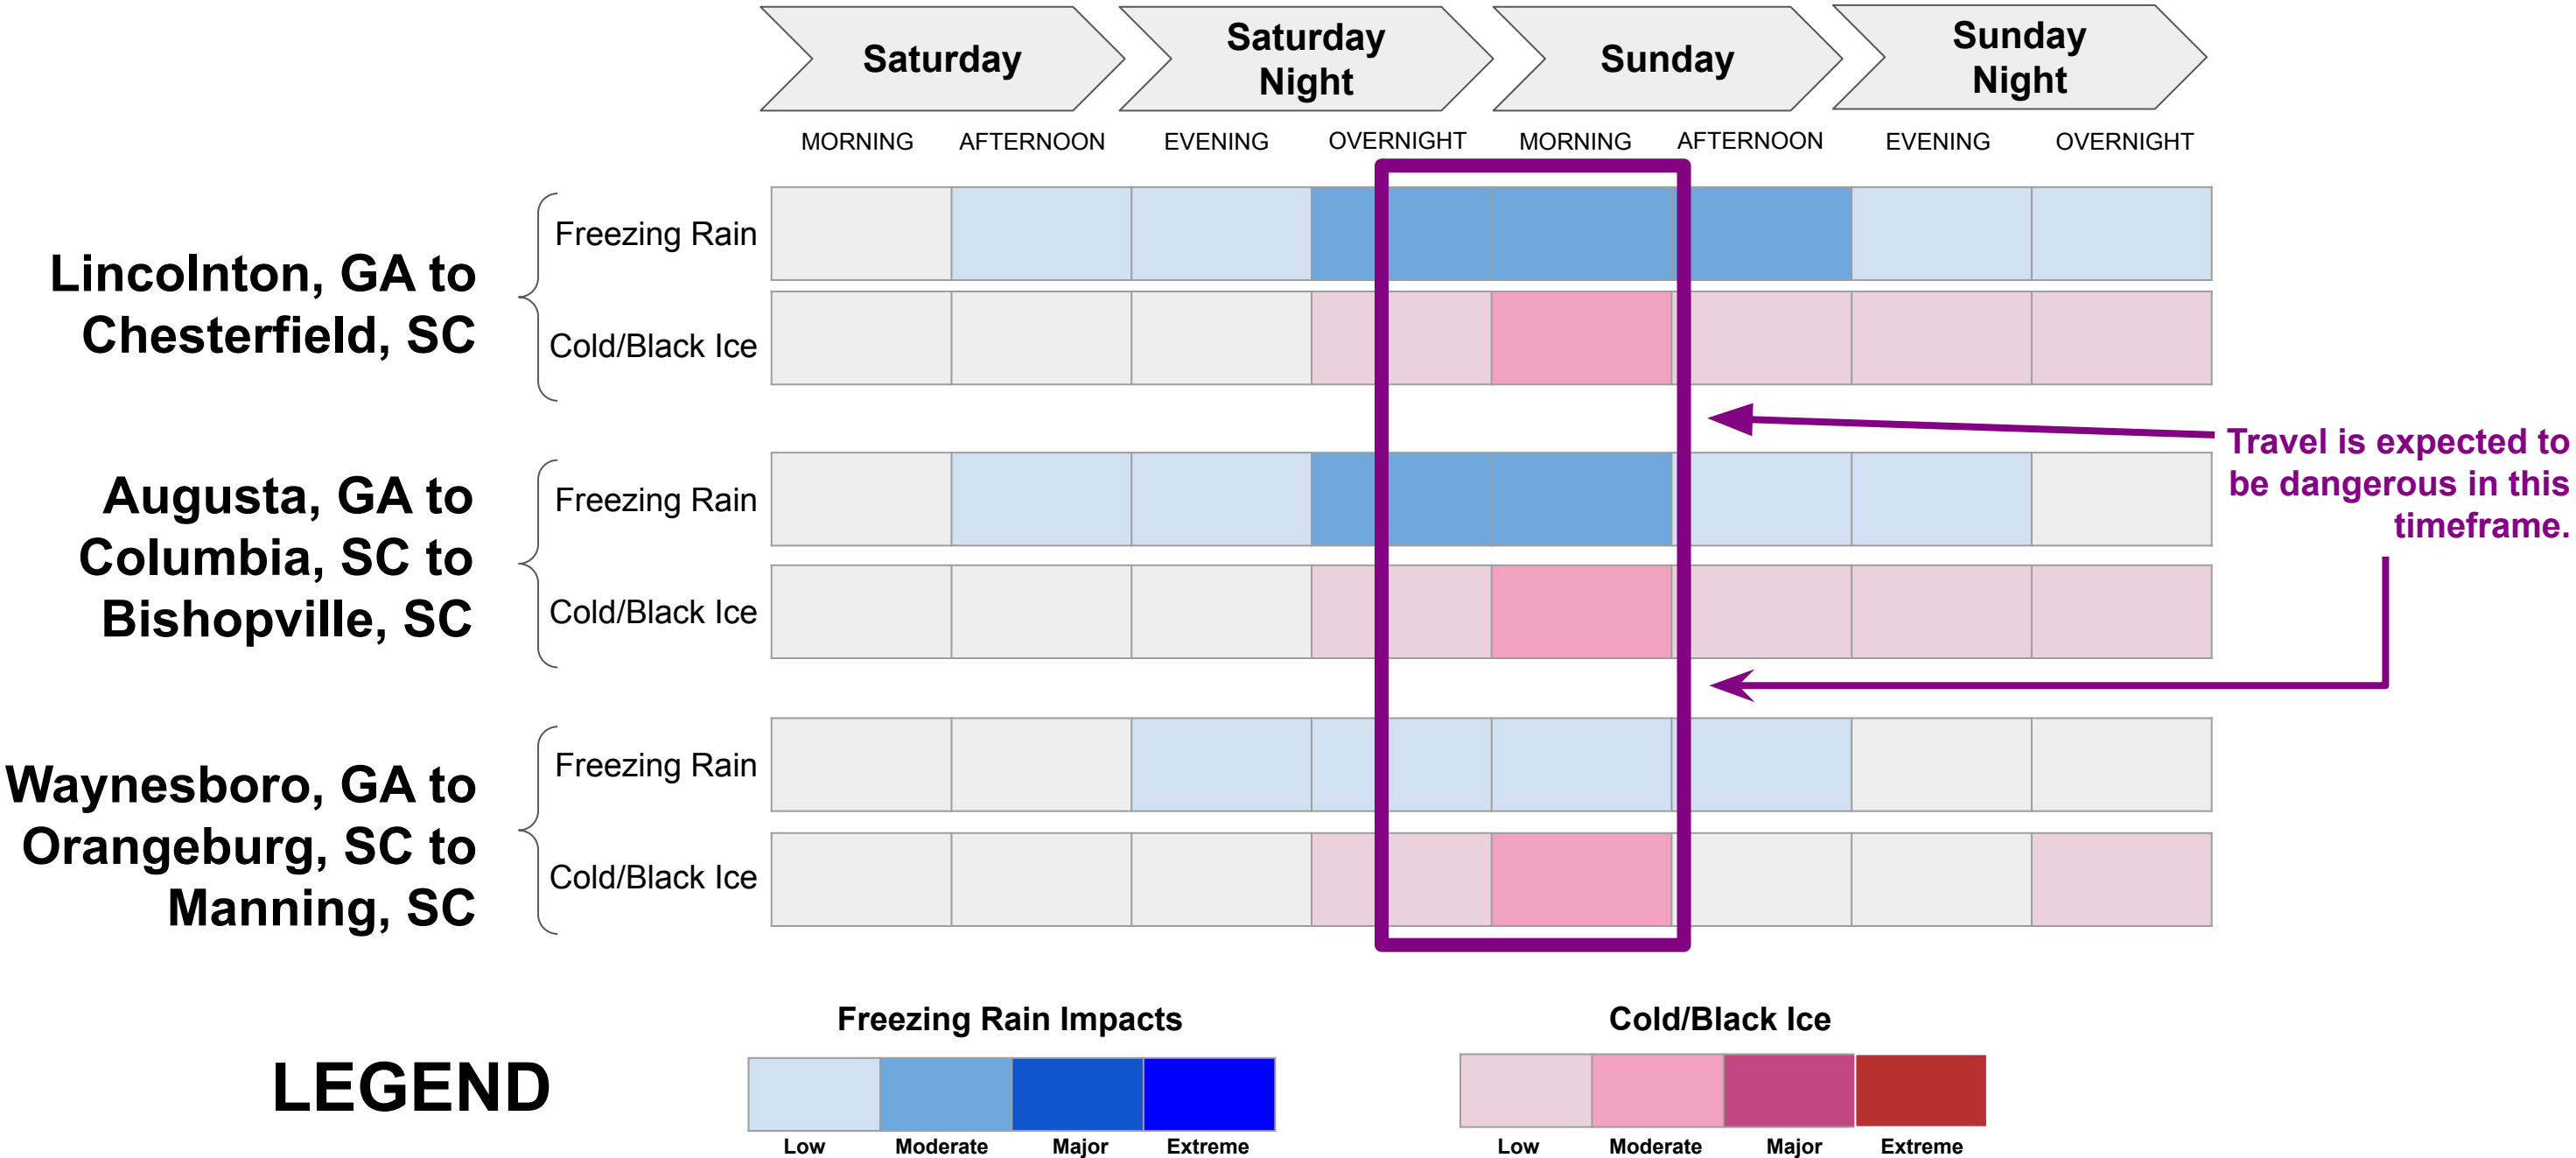 Saturday
Saturday
Night
Sunday
Sunday
Night
MORNING AFTERNOON EVENING OVERNIGHT MORNING AFTERNOON EVENING OVERNIGHT
Lincolnton, GA to
Chesterfield, SC
Freezing Rain
Cold/Black Ice
Travel is expected to
be dangerous in this
timeframe.
Augusta, GA to
Columbia, SC to
Bishopville, SC
Freezing Rain
Cold/Black Ice
Waynesboro, GA to
Orangeburg, SC to
Manning, SC
Freezing Rain
Cold/Black Ice
LEGEND
Freezing Rain Impacts
Low Moderate Major Extreme
Cold/Black Ice
Low Moderate Major Extreme